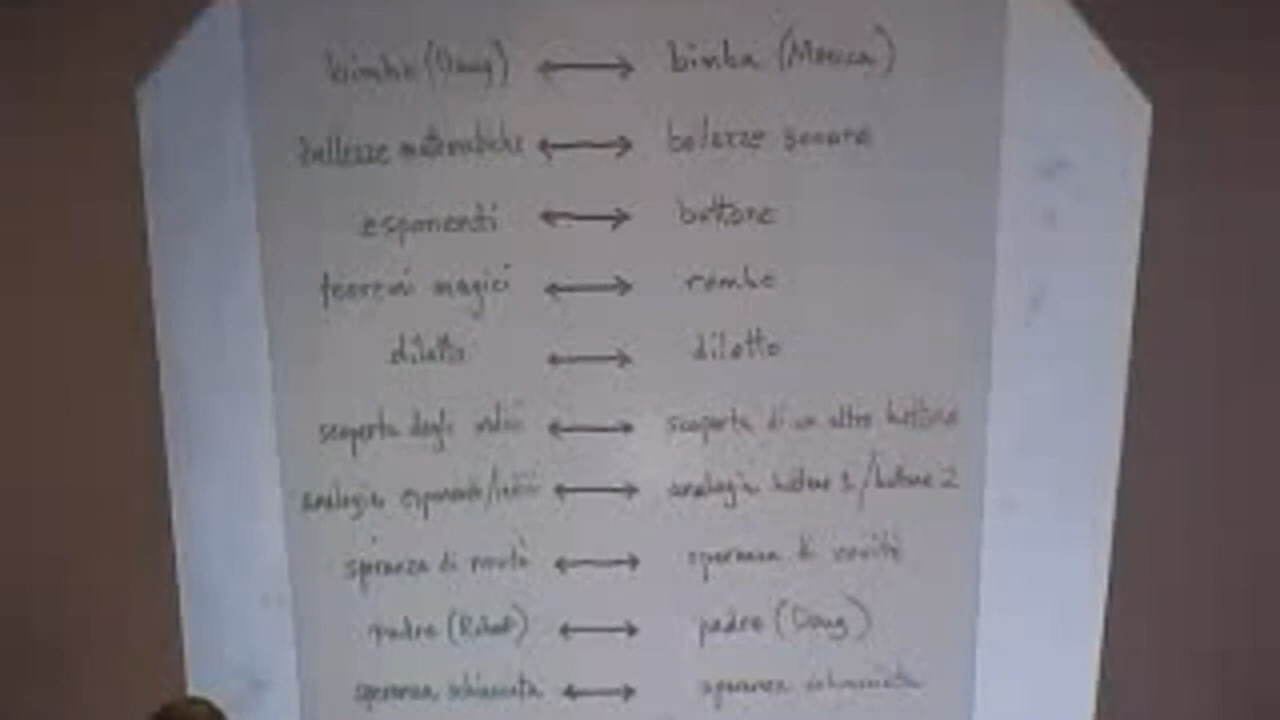 bimbo (Doug) ↔ bimba (Monica)
bellezze matematiche ↔ belezze sonore
esponenti ↔ bottone
teoremi magici ↔ rombo
diletto ↔ diletto
scoperta degli indici ↔ scoperta di un altro bottone
analogia esponenti/indici ↔ analogia bottone 1/bottone 2
speranza di novità ↔ speranza di novità
padre (Robert) ↔ padre (Doug)
speranza schiacciata ↔ speranza schiacciata